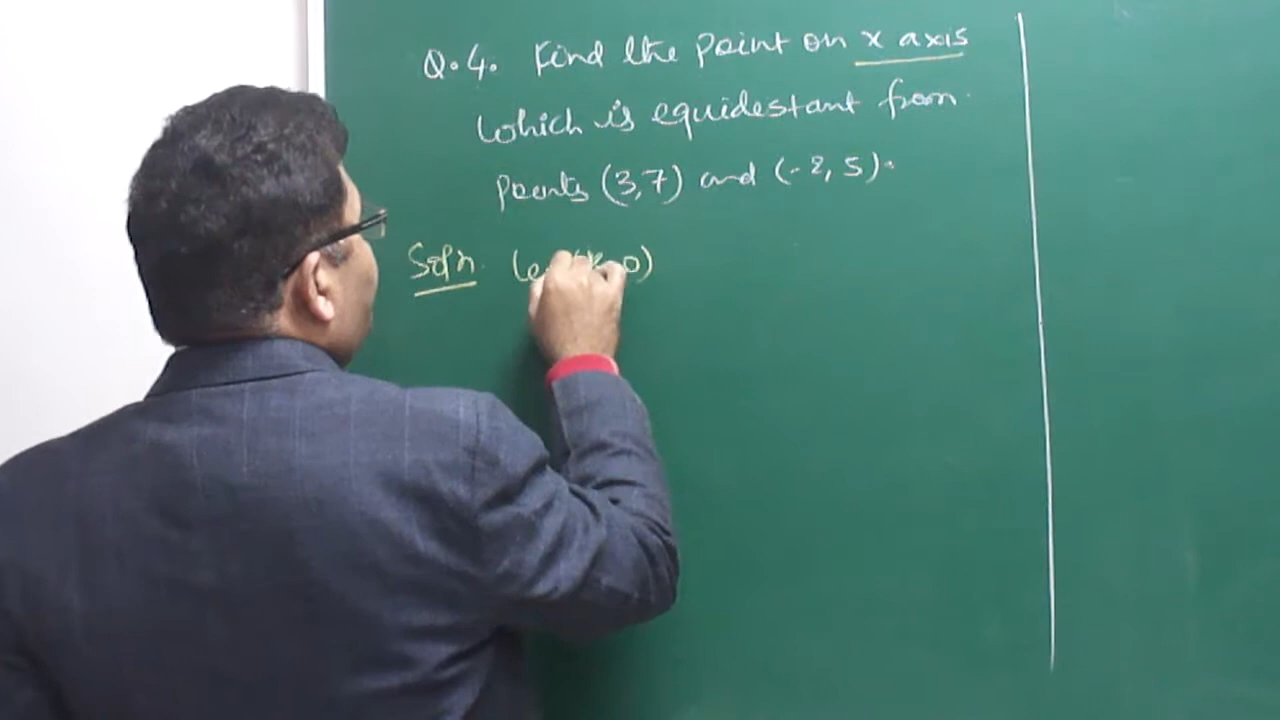 Q.4. Find the point on x axis
which is equidestant from
points (3,7) and (-2, 5).
Soln.